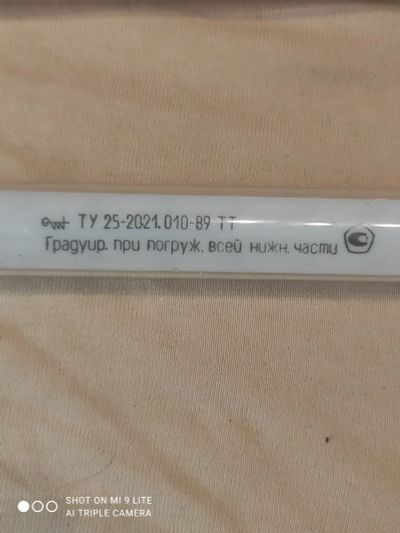 ТУ 25-2021.010-89 ТТ
Градуир. при погруж. всей нижн. части
SHOT ON MI 9 LITE
AI TRIPLE CAMERA